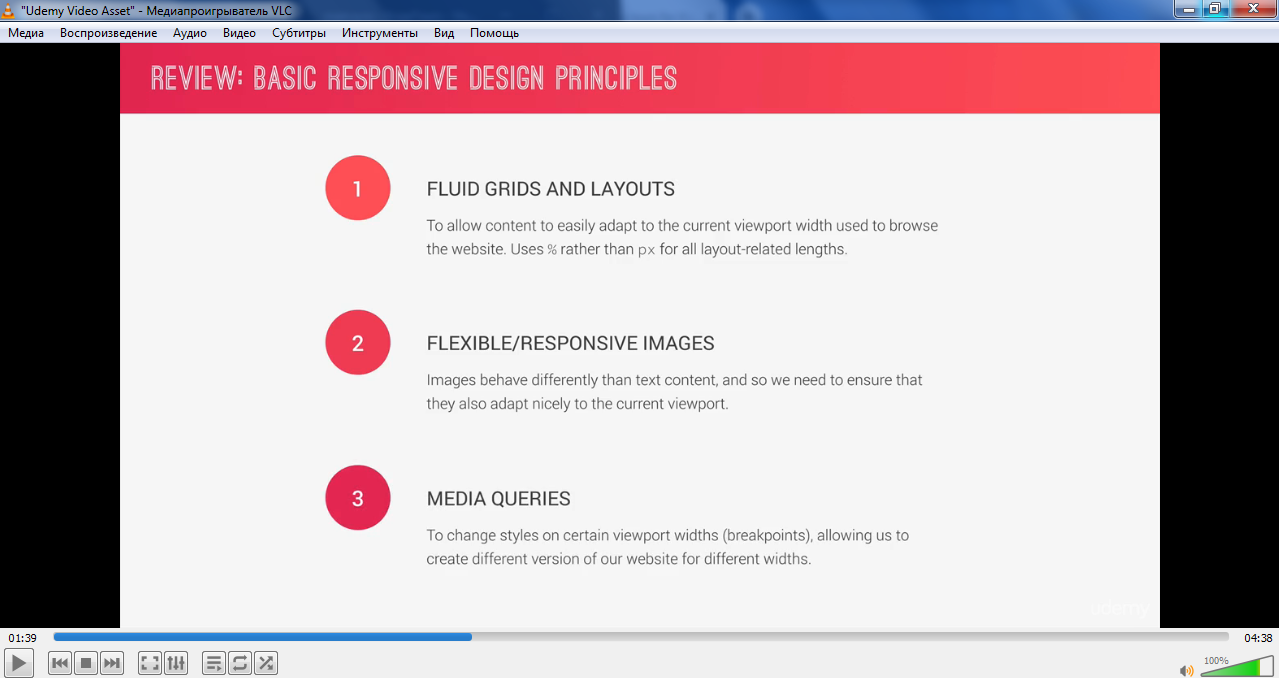 "Udemy Video Asset" - Медиапроигрыватель VLC
Медиа Воспроизведение Аудио Видео Субтитры Инструменты Вид Помощь
REVIEW: BASIC RESPONSIVE DESIGN PRINCIPLES
1
FLUID GRIDS AND LAYOUTS
To allow content to easily adapt to the current viewport width used to browse
the website. Uses % rather than px for all layout-related lengths.
2
FLEXIBLE/RESPONSIVE IMAGES
Images behave differently than text content, and so we need to ensure that
they also adapt nicely to the current viewport.
3
MEDIA QUERIES
To change styles on certain viewport widths (breakpoints), allowing us to
create different version of our website for different widths.
udemy
01:39 04:38
100%